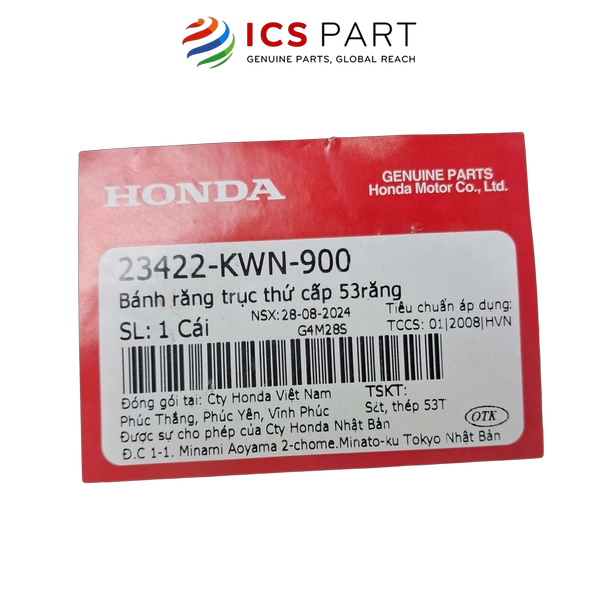 ICS PART
GENUINE PARTS, GLOBAL REACH
HONDA
GENUINE PARTS
Honda Motor Co., Ltd.
23422-KWN-900
Bánh răng trục thứ cấp 53răng
SL: 1 Cái
NSX:28-08-2024
G4M28S
Tiêu chuẩn áp dụng:
TCCS: 01|2008|HVN
Đóng gói tại: Cty Honda Việt Nam
Phúc Thắng, Phúc Yên, Vĩnh Phúc
TSKT:
Sắt, thép 53T
OTK
Được sự cho phép của Cty Honda Nhật Bản
Đ.C 1-1. Minami Aoyama 2-chome.Minato-ku Tokyo Nhật Bản